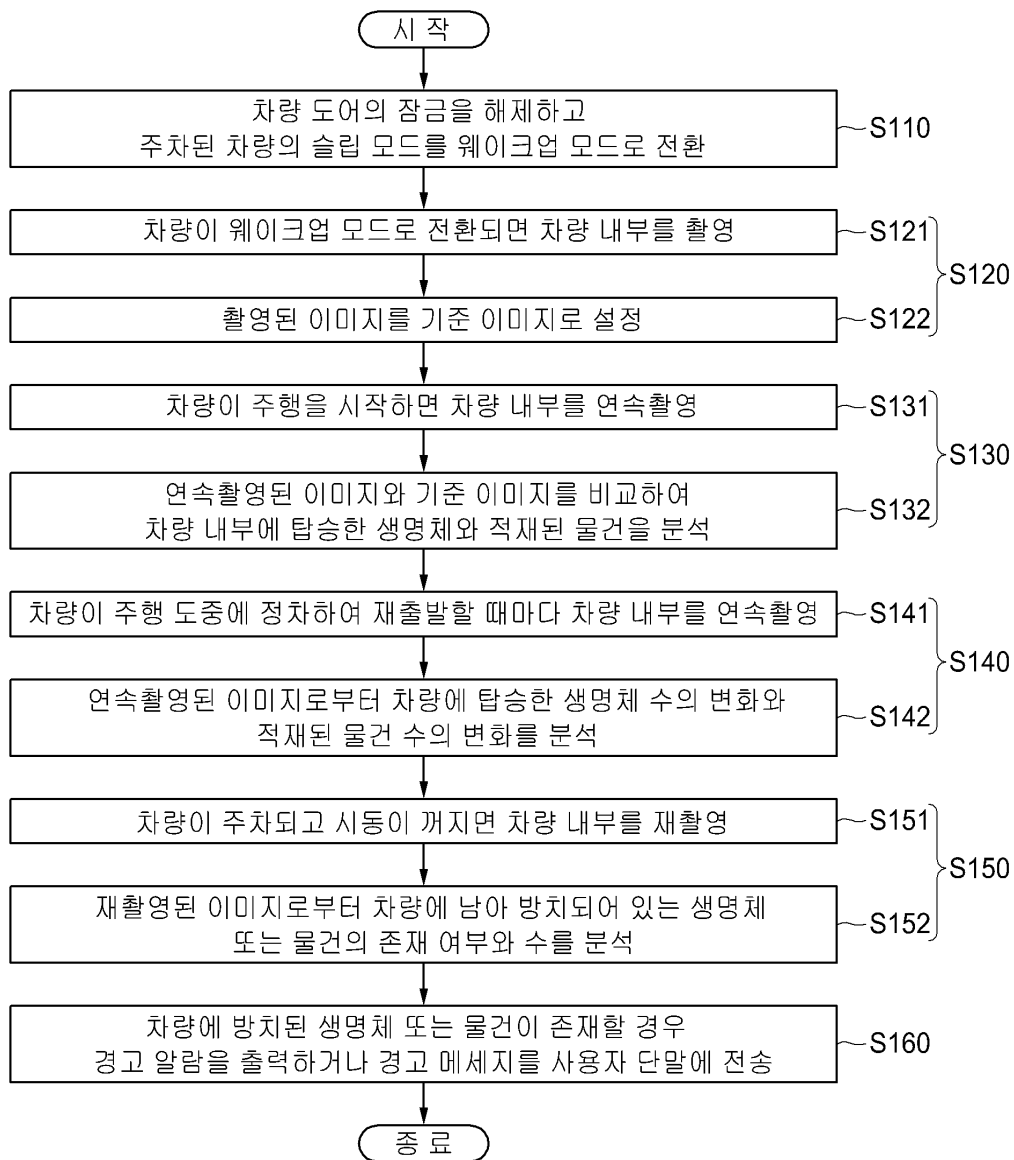 시 작
차량 도어의 잠금을 해제하고
주차된 차량의 슬립 모드를 웨이크업 모드로 전환
S110
차량이 웨이크업 모드로 전환되면 차량 내부를 촬영
S121
S120
촬영된 이미지를 기준 이미지로 설정
S122
차량이 주행을 시작하면 차량 내부를 연속촬영
S131
S130
연속촬영된 이미지와 기준 이미지를 비교하여
차량 내부에 탑승한 생명체와 적재된 물건을 분석
S132
차량이 주행 도중에 정차하여 재출발할 때마다 차량 내부를 연속촬영
S141
S140
연속촬영된 이미지로부터 차량에 탑승한 생명체 수의 변화와
적재된 물건 수의 변화를 분석
S142
차량이 주차되고 시동이 꺼지면 차량 내부를 재촬영
S151
S150
재촬영된 이미지로부터 차량에 남아 방치되어 있는 생명체
또는 물건의 존재 여부와 수를 분석
S152
차량에 방치된 생명체 또는 물건이 존재할 경우
경고 알람을 출력하거나 경고 메세지를 사용자 단말에 전송
S160
종 료